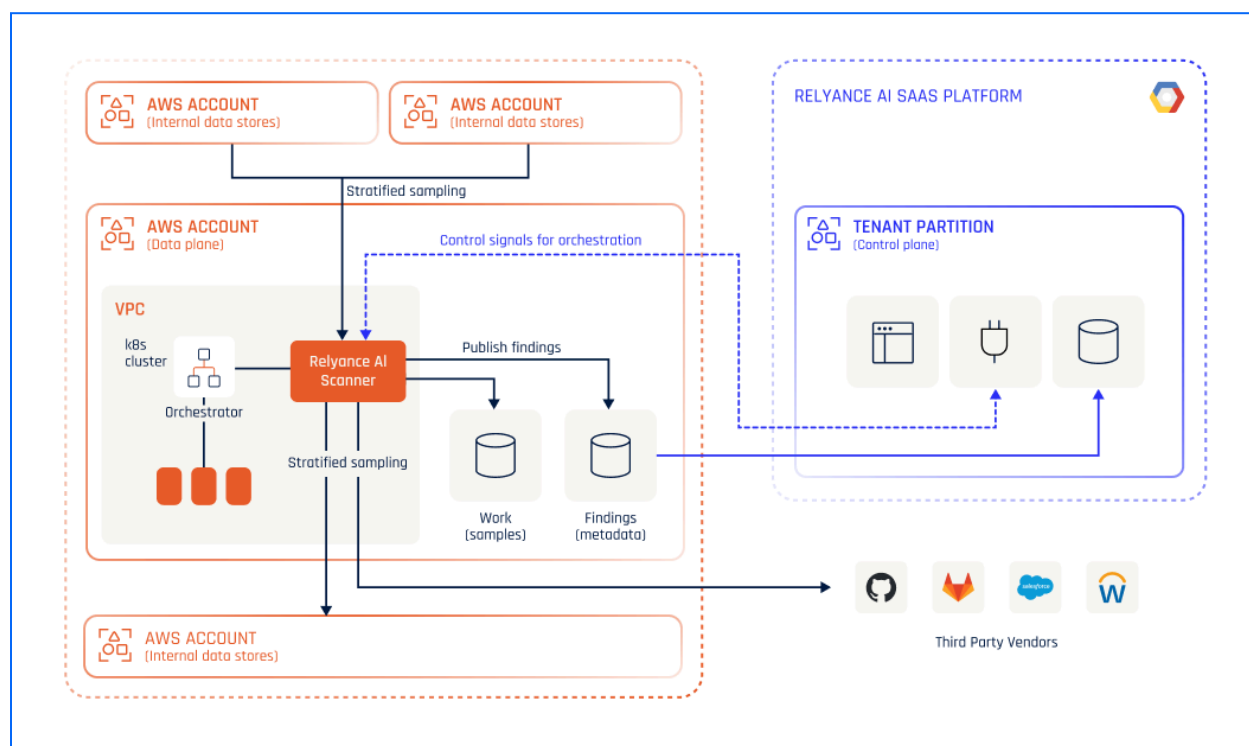 AWS ACCOUNT
(Internal data stores)
AWS ACCOUNT
(Internal data stores)
RELYANCE AI SAAS PLATFORM
Stratified sampling
AWS ACCOUNT
(Data plane)
Control signals for orchestration
TENANT PARTITION
(Control plane)
VPC
k8s
cluster
Orchestrator
Relyance AI
Scanner
Publish findings
Stratified sampling
Work
(samples)
Findings
(metadata)
AWS ACCOUNT
(Internal data stores)
salesforce
W
Third Party Vendors